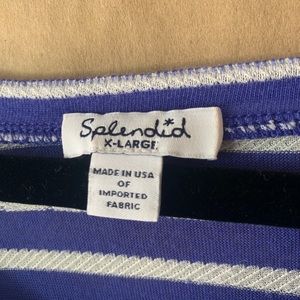 Splendid
X-LARGE
MADE IN USA
OF
IMPORTED
FABRIC